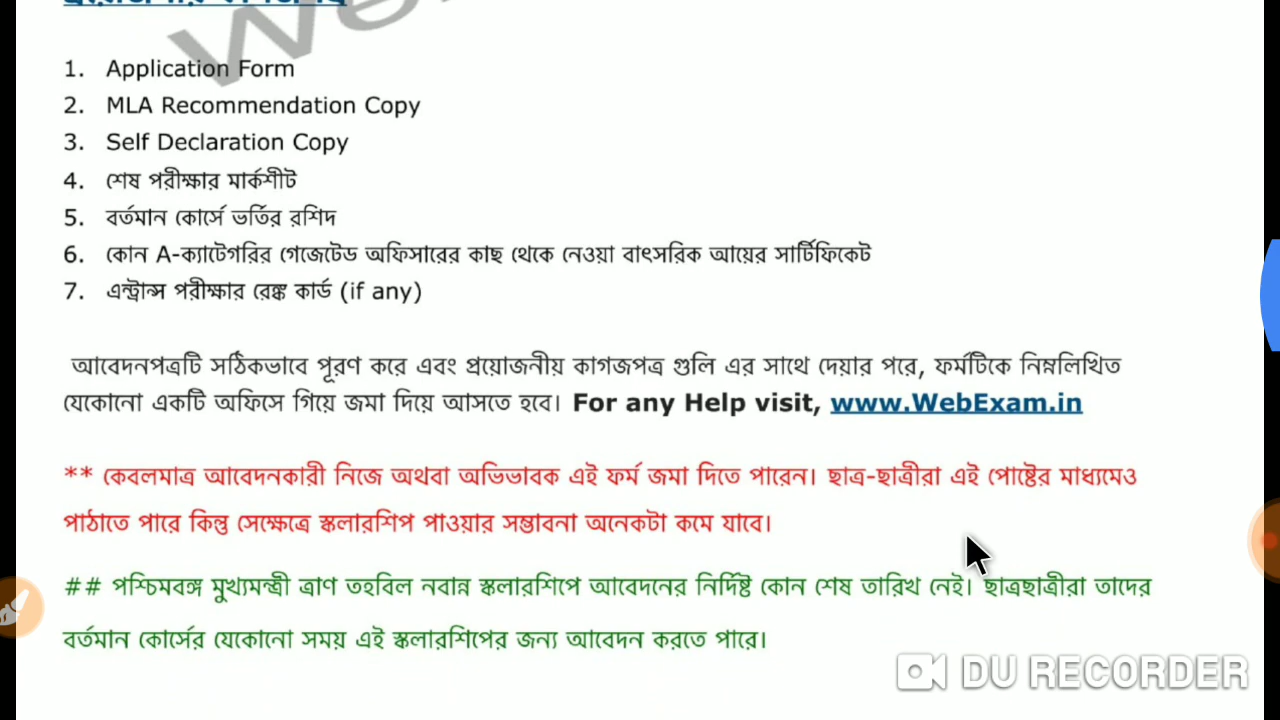 1. Application Form
2. MLA Recommendation Copy
3. Self Declaration Copy
4. শেষ পরীক্ষার মার্কশীট
5. বর্তমান কোর্সে ভর্তির রশিদ
6. কোন A-ক্যাটেগরির গেজেটেড অফিসারের কাছ থেকে নেওয়া বাৎসরিক আয়ের সার্টিফিকেট
7. এন্ট্রান্স পরীক্ষার রেঙ্ক কার্ড (if any)
আবেদনপত্রটি সঠিকভাবে পূরণ করে এবং প্রয়োজনীয় কাগজপত্র গুলি এর সাথে দেয়ার পরে, ফর্মটিকে নিম্নলিখিত
যেকোনো একটি অফিসে গিয়ে জমা দিয়ে আসতে হবে। For any Help visit, www.WebExam.in
** কেবলমাত্র আবেদনকারী নিজে অথবা অভিভাবক এই ফর্ম জমা দিতে পারেন। ছাত্র-ছাত্রীরা এই পোষ্টের মাধ্যমেও
পাঠাতে পারে কিন্তু সেক্ষেত্রে স্কলারশিপ পাওয়ার সম্ভাবনা অনেকটা কমে যাবে।
## পশ্চিমবঙ্গ মুখ্যমন্ত্রী ত্রাণ তহবিল নবান্ন স্কলারশিপে আবেদনের নির্দিষ্ট কোন শেষ তারিখ নেই। ছাত্রছাত্রীরা তাদের
বর্তমান কোর্সের যেকোনো সময় এই স্কলারশিপের জন্য আবেদন করতে পারে।
DU RECORDER